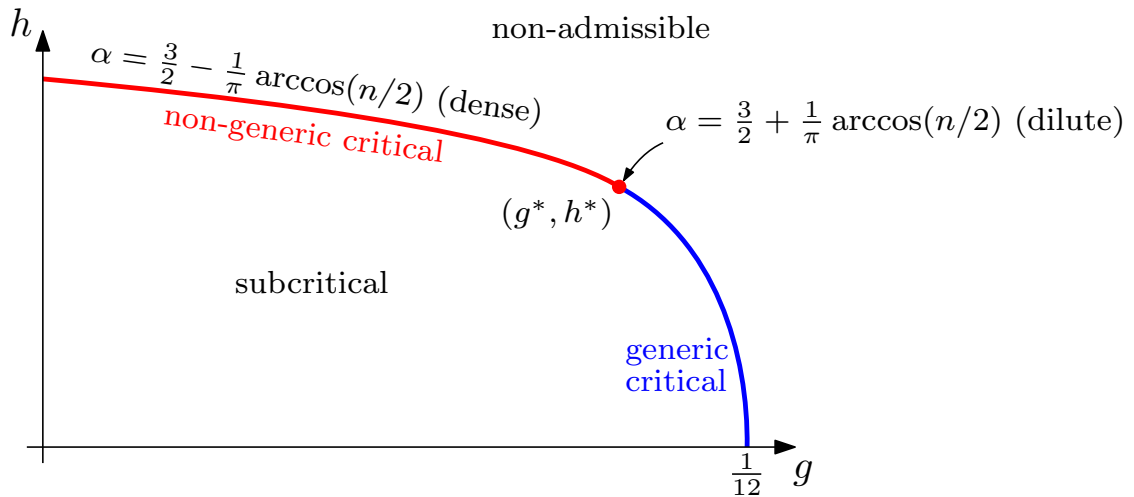 h
non-admissible
α = 3/2 − 1/π arccos(n/2) (dense)
non-generic critical
α = 3/2 + 1/π arccos(n/2) (dilute)
(g*, h*)
subcritical
generic
critical
1/12
g